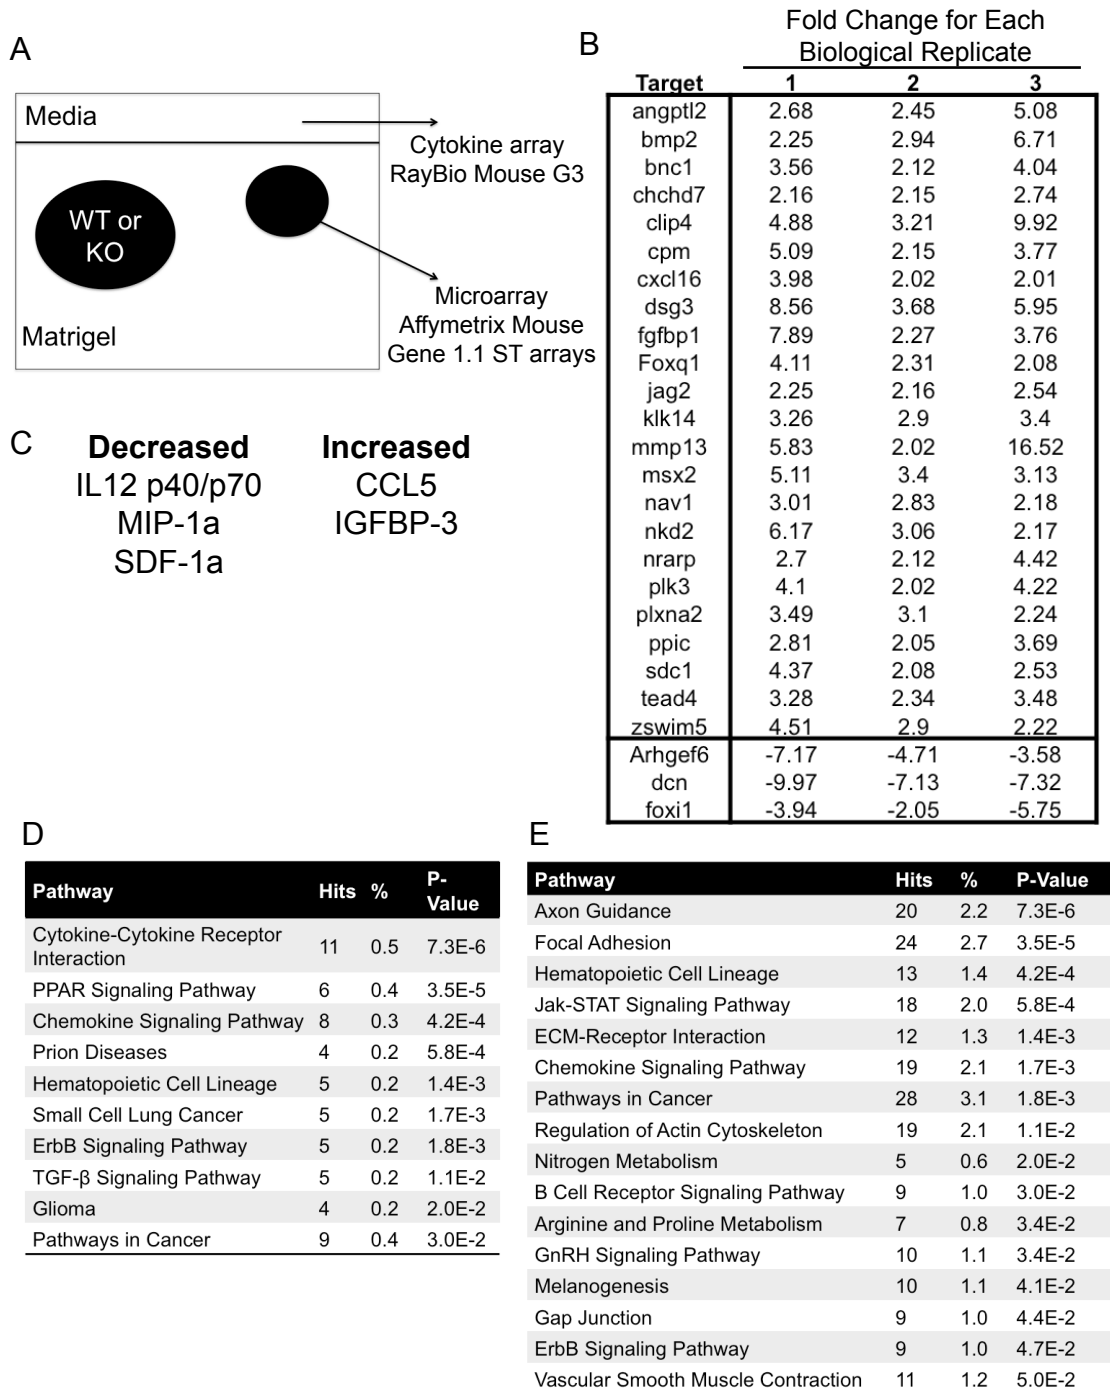 A
Media
WT or
KO
Matrigel
Cytokine array
RayBio Mouse G3
Microarray
Affymetrix Mouse
Gene 1.1 ST arrays
B
Fold Change for Each
Biological Replicate
Target 1 2 3
angptl2 2.68 2.45 5.08
bmp2 2.25 2.94 6.71
bnc1 3.56 2.12 4.04
chchd7 2.16 2.15 2.74
clip4 4.88 3.21 9.92
cpm 5.09 2.15 3.77
cxcl16 3.98 2.02 2.01
dsg3 8.56 3.68 5.95
fgfbp1 7.89 2.27 3.76
Foxq1 4.11 2.31 2.08
jag2 2.25 2.16 2.54
klk14 3.26 2.9 3.4
mmp13 5.83 2.02 16.52
msx2 5.11 3.4 3.13
nav1 3.01 2.83 2.18
nkd2 6.17 3.06 2.17
nrarp 2.7 2.12 4.42
plk3 4.1 2.02 4.22
plxna2 3.49 3.1 2.24
ppic 2.81 2.05 3.69
sdc1 4.37 2.08 2.53
tead4 3.28 2.34 3.48
zswim5 4.51 2.9 2.22
Arhgef6 -7.17 -4.71 -3.58
dcn -9.97 -7.13 -7.32
foxi1 -3.94 -2.05 -5.75
C
Decreased Increased
IL12 p40/p70 CCL5
MIP-1a IGFBP-3
SDF-1a
D
Pathway Hits % P-
Value
Cytokine-Cytokine Receptor
Interaction 11 0.5 7.3E-6
PPAR Signaling Pathway 6 0.4 3.5E-5
Chemokine Signaling Pathway 8 0.3 4.2E-4
Prion Diseases 4 0.2 5.8E-4
Hematopoietic Cell Lineage 5 0.2 1.4E-3
Small Cell Lung Cancer 5 0.2 1.7E-3
ErbB Signaling Pathway 5 0.2 1.8E-3
TGF-β Signaling Pathway 5 0.2 1.1E-2
Glioma 4 0.2 2.0E-2
Pathways in Cancer 9 0.4 3.0E-2
E
Pathway Hits % P-Value
Axon Guidance 20 2.2 7.3E-6
Focal Adhesion 24 2.7 3.5E-5
Hematopoietic Cell Lineage 13 1.4 4.2E-4
Jak-STAT Signaling Pathway 18 2.0 5.8E-4
ECM-Receptor Interaction 12 1.3 1.4E-3
Chemokine Signaling Pathway 19 2.1 1.7E-3
Pathways in Cancer 28 3.1 1.8E-3
Regulation of Actin Cytoskeleton 19 2.1 1.1E-2
Nitrogen Metabolism 5 0.6 2.0E-2
B Cell Receptor Signaling Pathway 9 1.0 3.0E-2
Arginine and Proline Metabolism 7 0.8 3.4E-2
GnRH Signaling Pathway 10 1.1 3.4E-2
Melanogenesis 10 1.1 4.1E-2
Gap Junction 9 1.0 4.4E-2
ErbB Signaling Pathway 9 1.0 4.7E-2
Vascular Smooth Muscle Contraction 11 1.2 5.0E-2